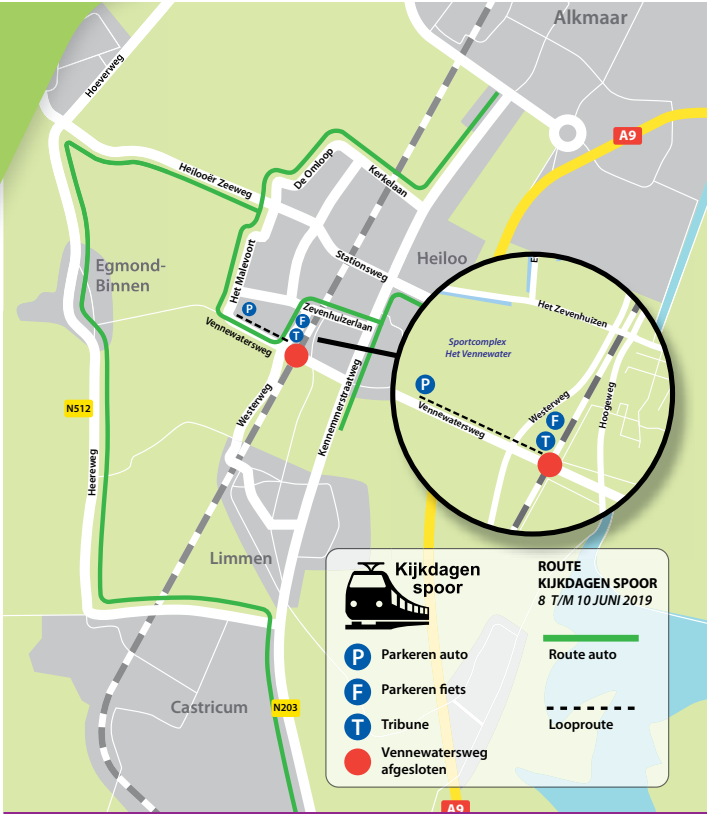 Alkmaar
Hoeverweg
A9
De Omloop
Heilooër Zeeweg
Kerkelaan
Stationsweg
Heiloo
Egmond-
Binnen
Het Malevoort
E
Het Zevenhuizen
P
F
Zevenhuizerlaan
T
Vennewatersweg
Sportcomplex
Het Vennewater
P
Westerweg
Hoogeweg
F
Vennewatersweg
T
Westerweg
Kennemmerstraatweg
N512
Heereweg
Limmen
Kijkdagen
spoor
ROUTE
KIJKDAGEN SPOOR
8 T/M 10 JUNI 2019
P Parkeren auto
Route auto
F Parkeren fiets
T Tribune
Looproute
Vennewatersweg
afgesloten
Castricum
N203
A9